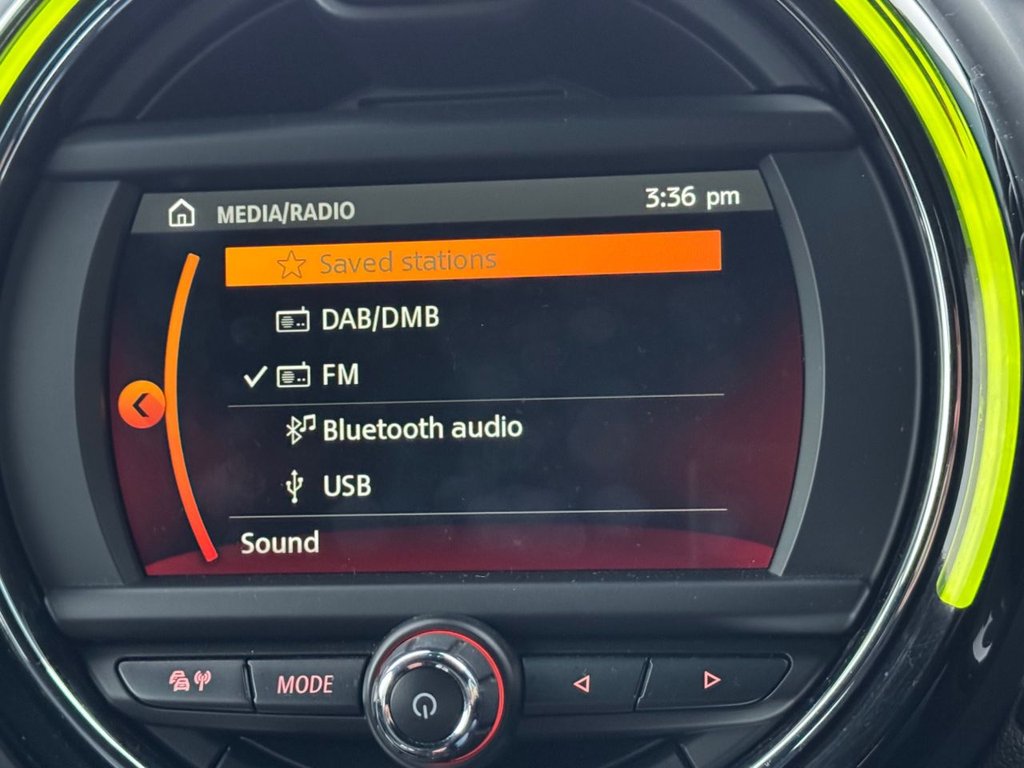 MEDIA/RADIO 3:36 pm
Saved stations
DAB/DMB
FM
Bluetooth audio
USB
Sound
MODE